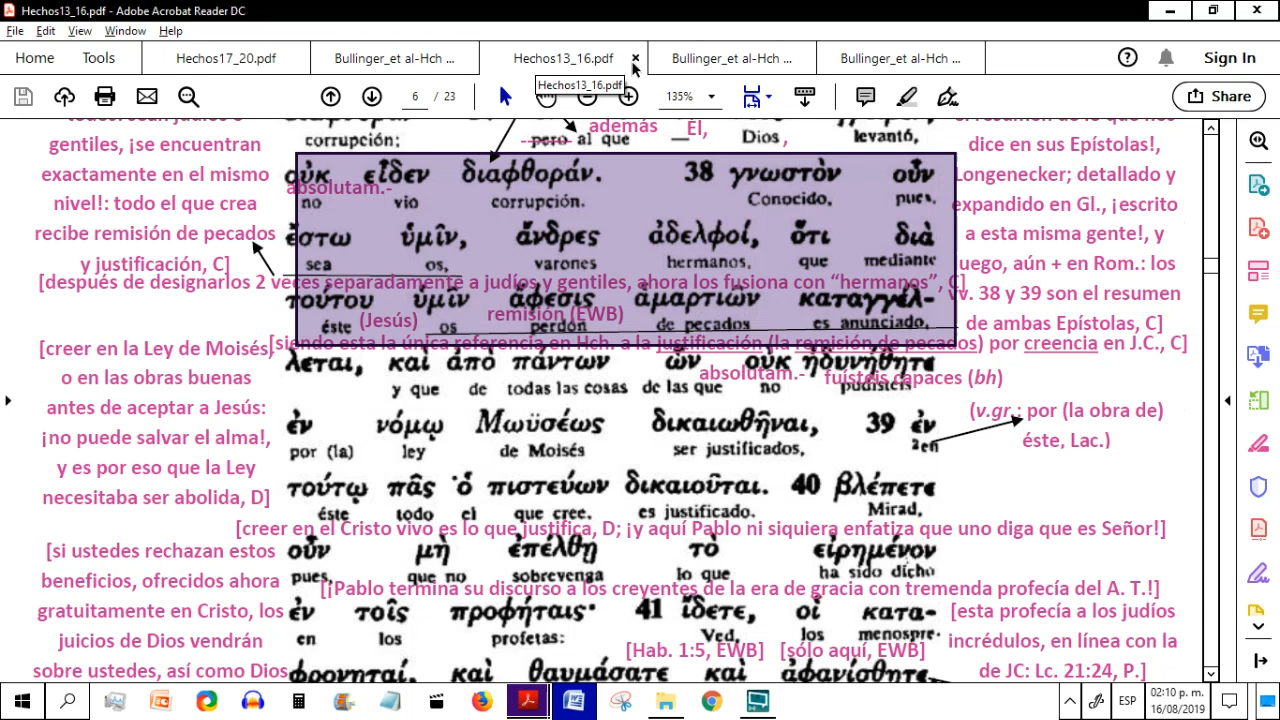 Hechos13_16.pdf - Adobe Acrobat Reader DC
File Edit View Window Help
Home Tools Hechos17_20.pdf Bullinger_et al-Hch ... Hechos13_16.pdf × Bullinger_et al-Hch ... Bullinger_et al-Hch ... Sign In
Hechos13_16.pdf
6 / 23 135% Share
además Él,
corrupción; pero al que — Dios, levantó,
gentiles, ¡se encuentran
exactamente en el mismo
nivel!: todo el que crea
recibe remisión de pecados
y justificación, C]
el resumen que nos
dice en sus Epístolas!,
Longenecker; detallado y
expandido en Gl., ¡escrito
a esta misma gente!, y
luego, aún + en Rom.: los
vv. 38 y 39 son el resumen
de ambas Epístolas, C]
οὐκ εἶδεν διαφθοράν. 38 γνωστὸν οὖν
absolutam.-
no vio corrupción. Conocido, pues,
ἔστω ὑμῖν, ἄνδρες ἀδελφοί, ὅτι διὰ
sea os, varones hermanos, que mediante
[después de designarlos 2 veces separadamente a judíos y gentiles, ahora los fusiona con “hermanos”, C]
τούτου ὑμῖν ἄφεσις ἁμαρτιῶν καταγγέλ-
(Jesús) remisión (EWB)
éste os perdón de pecados es anunciado,
[siendo esta la única referencia en Hch. a la justificación (la remisión de pecados) por creencia en J.C., C]
λεται, καὶ ἀπὸ πάντων ὧν οὐκ ἠδυνήθητε
absolutam.- fuísteis capaces (bh)
y que de todas las cosas de las que no pudisteis
[creer en la Ley de Moisés,
o en las obras buenas
antes de aceptar a Jesús:
¡no puede salvar el alma!,
y es por eso que la Ley
necesitaba ser abolida, D]
ἐν νόμῳ Μωϋσέως δικαιωθῆναι, 39 ἐν
por (la) ley de Moisés ser justificados, ²en
(v.gr.: por (la obra de)
éste, Lac.)
τούτῳ πᾶς ὁ πιστεύων δικαιοῦται. 40 βλέπετε
éste todo el que cree, es justificado. Mirad,
[creer en el Cristo vivo es lo que justifica, D; ¡y aquí Pablo ni siquiera enfatiza que uno diga que es Señor!]
οὖν μὴ ἐπέλθῃ τὸ εἰρημένον
pues, que no sobrevenga lo que ha sido dicho
[¡Pablo termina su discurso a los creyentes de la era de gracia con tremenda profecía del A. T.!]
[si ustedes rechazan estos
beneficios, ofrecidos ahora
gratuitamente en Cristo, los
juicios de Dios vendrán
sobre ustedes, así como Dios
ἐν τοῖς προφήταις· 41 ἴδετε, οἱ κατα-
en los profetas: Ved, los menospre-
[Hab. 1:5, EWB] [sólo aquí, EWB]
[esta profecía a los judíos
incrédulos, en línea con la
de JC: Lc. 21:24, P.]
φρονηταί, καὶ θαυμάσατε καὶ ἀφανίσθητε,
ESP 02:10 p. m.
16/08/2019